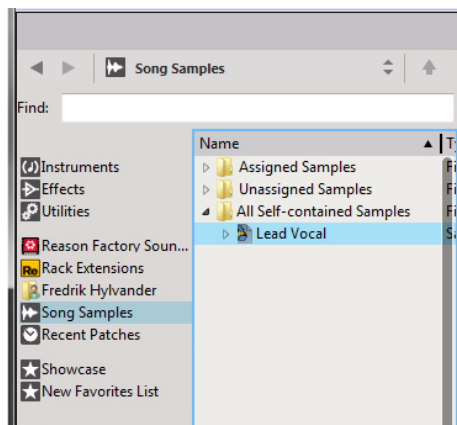 Song Samples
Find:
Name
Instruments
Effects
Utilities
Reason Factory Soun...
Re Rack Extensions
Fredrik Hylvander
Song Samples
Recent Patches
Showcase
New Favorites List
Assigned Samples
Unassigned Samples
All Self-contained Samples
Lead Vocal